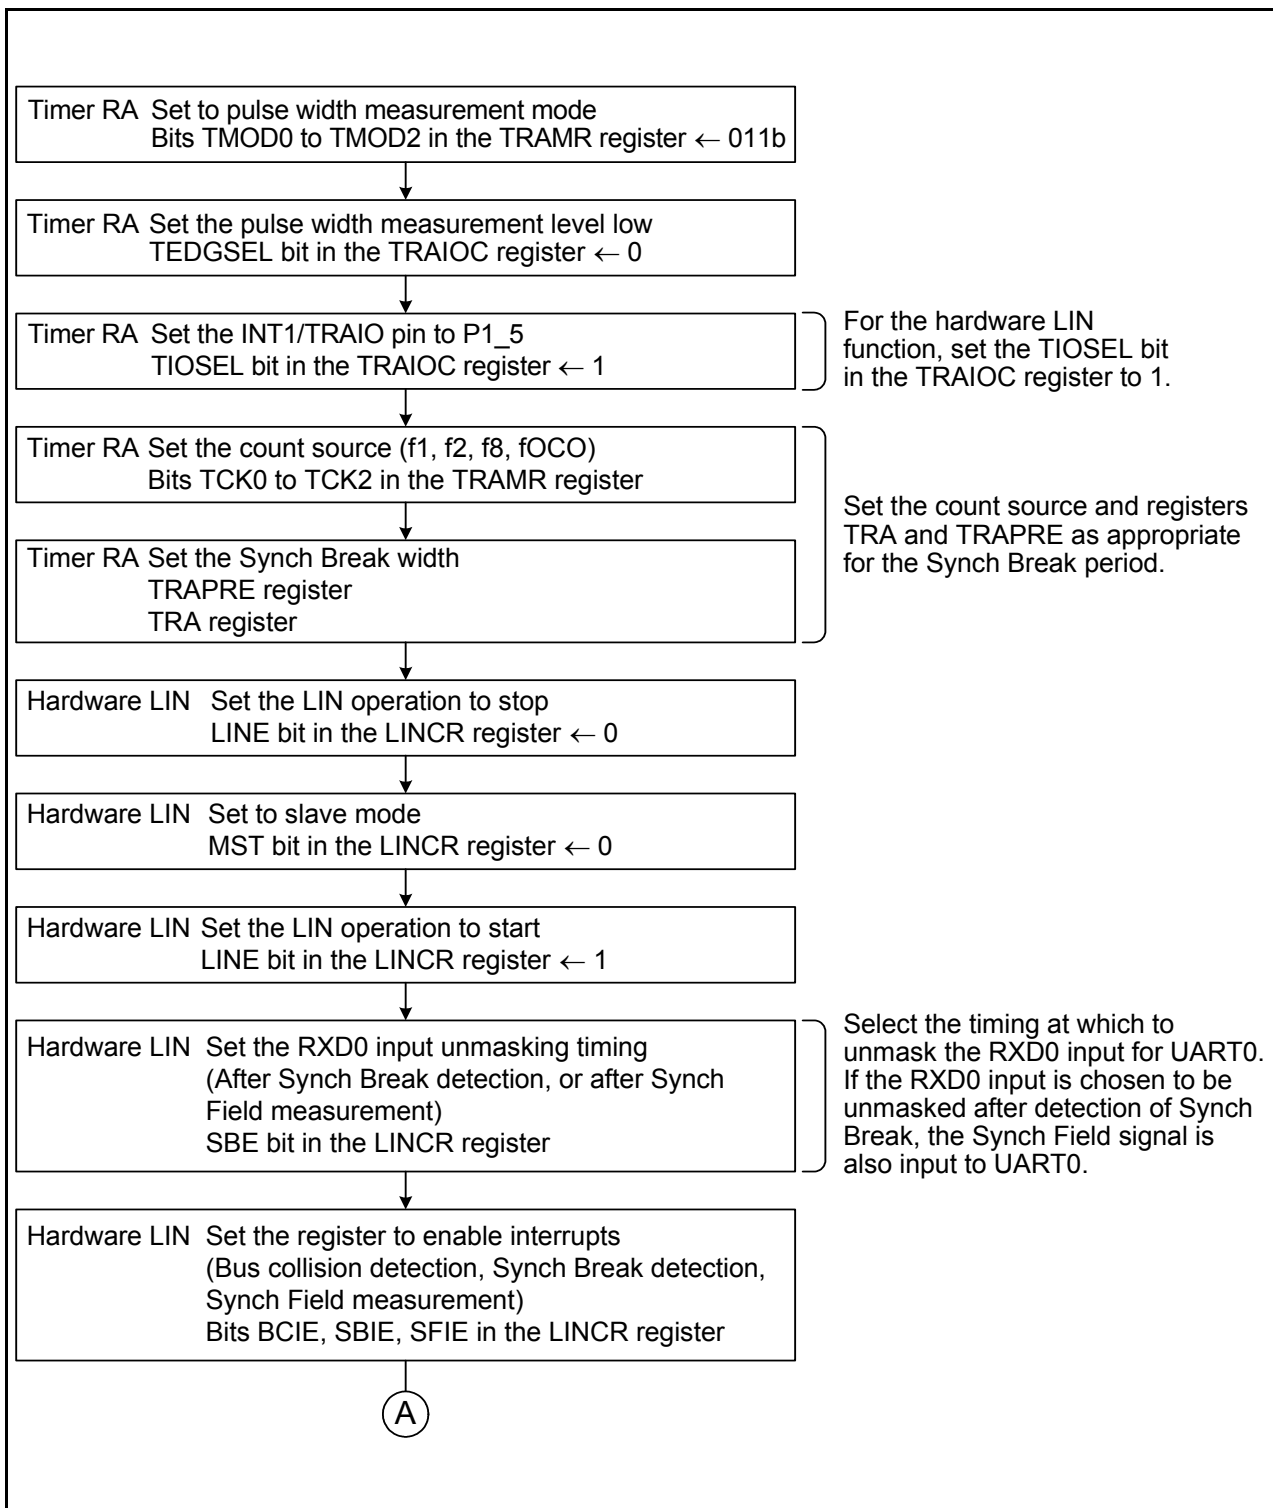 Timer RA Set to pulse width measurement mode
Bits TMOD0 to TMOD2 in the TRAMR register ← 011b
Timer RA Set the pulse width measurement level low
TEDGSEL bit in the TRAIOC register ← 0
Timer RA Set the INT1/TRAIO pin to P1_5
TIOSEL bit in the TRAIOC register ← 1
For the hardware LIN
function, set the TIOSEL bit
in the TRAIOC register to 1.
Timer RA Set the count source (f1, f2, f8, fOCO)
Bits TCK0 to TCK2 in the TRAMR register
Timer RA Set the Synch Break width
TRAPRE register
TRA register
Set the count source and registers
TRA and TRAPRE as appropriate
for the Synch Break period.
Hardware LIN Set the LIN operation to stop
LINE bit in the LINCR register ← 0
Hardware LIN Set to slave mode
MST bit in the LINCR register ← 0
Hardware LIN Set the LIN operation to start
LINE bit in the LINCR register ← 1
Hardware LIN Set the RXD0 input unmasking timing
(After Synch Break detection, or after Synch
Field measurement)
SBE bit in the LINCR register
Select the timing at which to
unmask the RXD0 input for UART0.
If the RXD0 input is chosen to be
unmasked after detection of Synch
Break, the Synch Field signal is
also input to UART0.
Hardware LIN Set the register to enable interrupts
(Bus collision detection, Synch Break detection,
Synch Field measurement)
Bits BCIE, SBIE, SFIE in the LINCR register
A